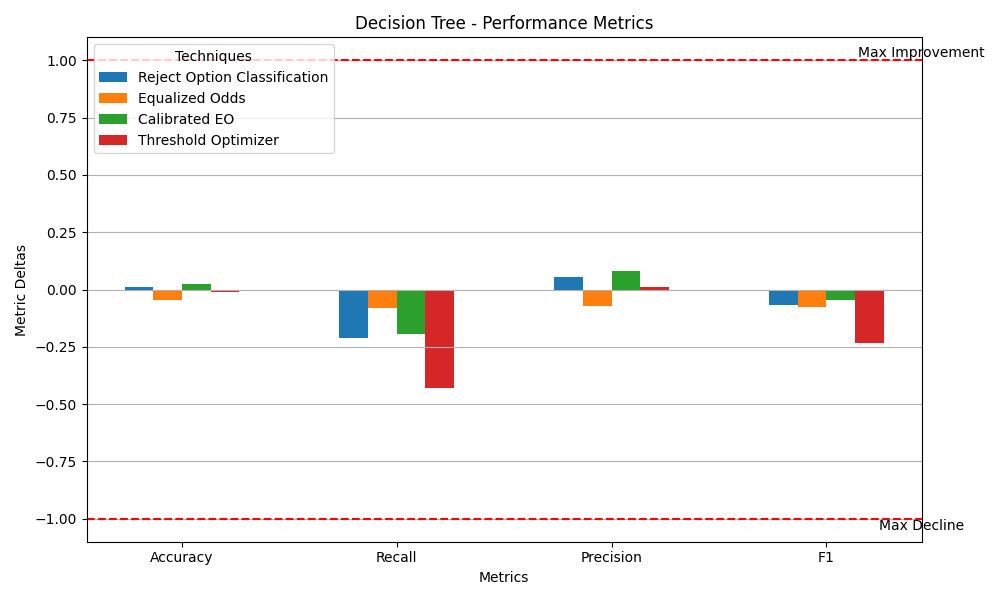 Decision Tree - Performance Metrics
Max Improvement
Techniques
Reject Option Classification
Equalized Odds
Calibrated EO
Threshold Optimizer
1.00
0.75
0.50
0.25
0.00
−0.25
−0.50
−0.75
−1.00
Metric Deltas
Max Decline
Accuracy
Recall
Precision
F1
Metrics